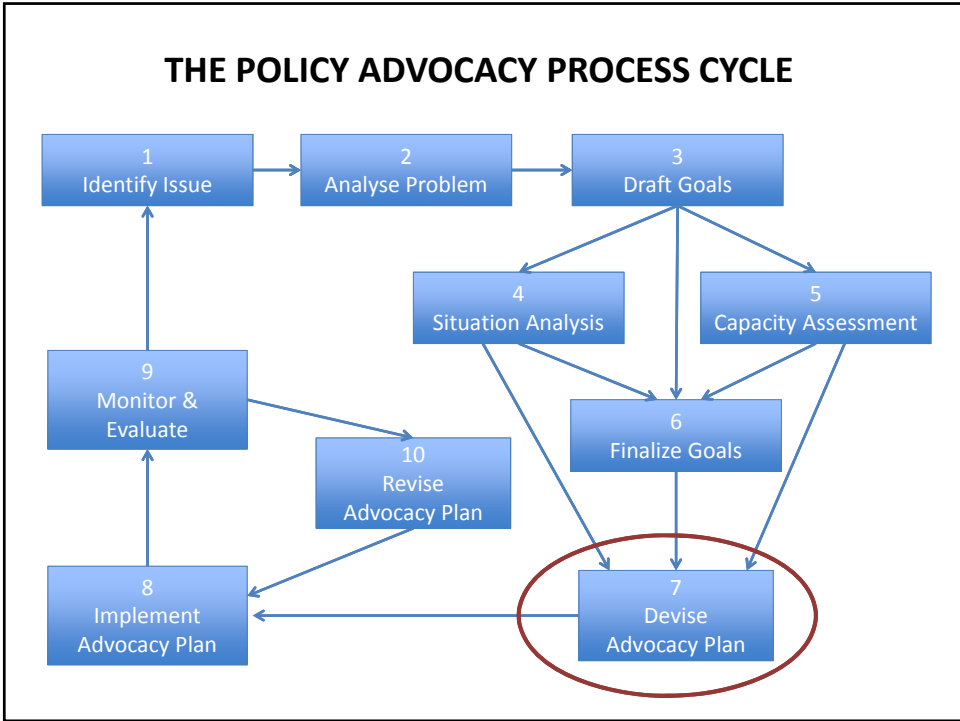 THE POLICY ADVOCACY PROCESS CYCLE
1
Identify Issue
2
Analyse Problem
3
Draft Goals
4
Situation Analysis
5
Capacity Assessment
6
Finalize Goals
7
Devise
Advocacy Plan
8
Implement
Advocacy Plan
9
Monitor &
Evaluate
10
Revise
Advocacy Plan